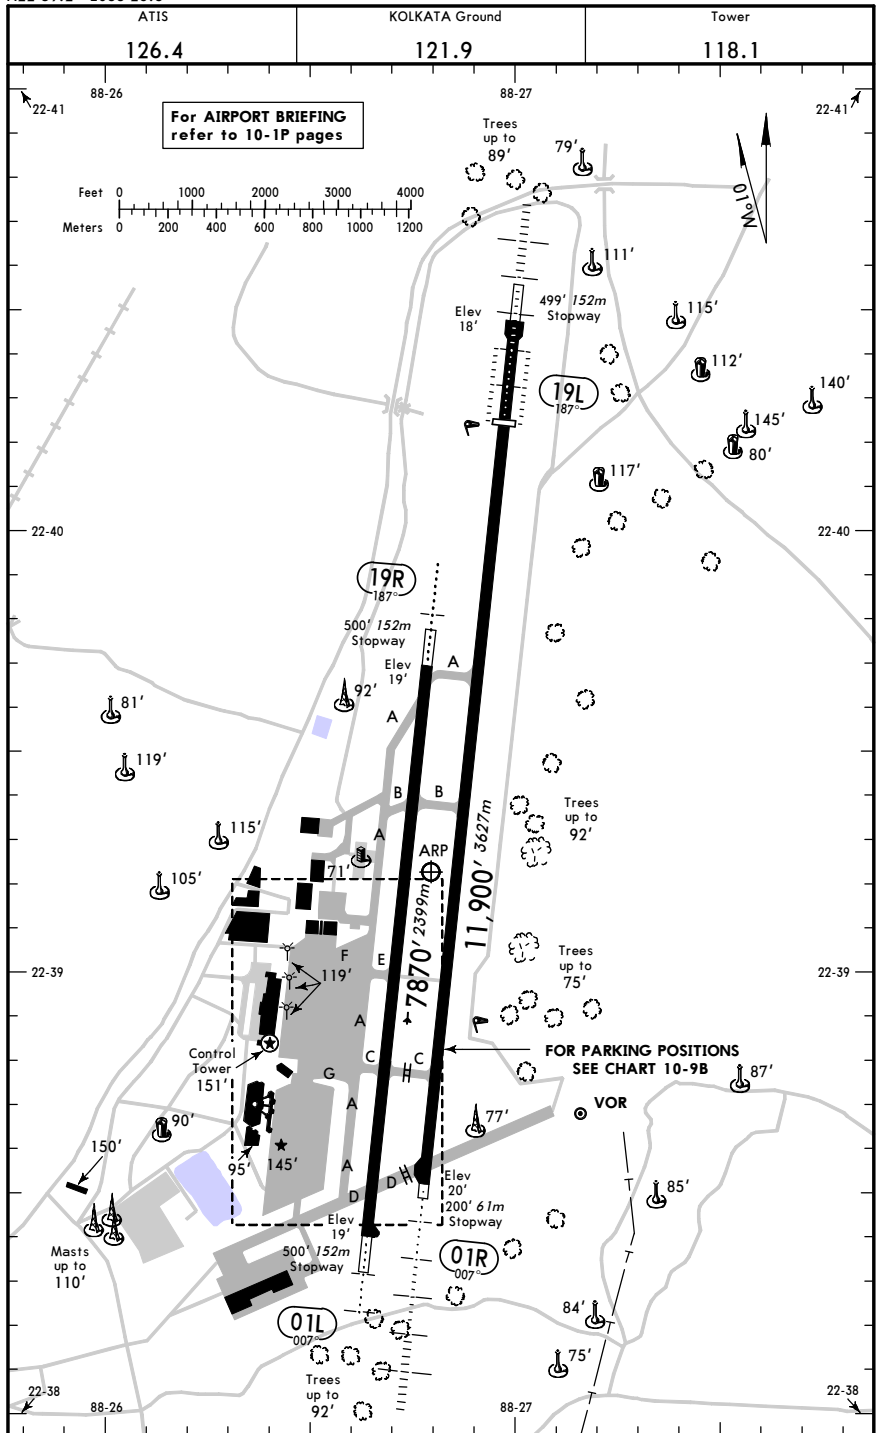 ATIS
126.4
KOLKATA Ground
121.9
Tower
118.1
88-26
88-27
22-41
22-41
For AIRPORT BRIEFING
refer to 10-1P pages
Feet 0 1000 2000 3000 4000
Meters 0 200 400 600 800 1000 1200
Trees
up to
89'
79'
01°W
111'
Elev
18'
499' 152m
Stopway
115'
112'
140'
19L
187°
145'
80'
117'
22-40
22-40
19R
187°
500' 152m
Stopway
Elev
19'
A
92'
A
81'
119'
B
B
Trees
up to
92'
115'
A
ARP
71'
105'
11,900' 3627m
7870' 2399m
F
E
22-39
22-39
119'
Trees
up to
75'
A
Control
Tower
151'
C
C
FOR PARKING POSITIONS
SEE CHART 10-9B
G
87'
A
VOR
77'
90'
150'
95'
145'
A
D
D
Elev
20'
200' 61m
Stopway
85'
Elev
19'
500' 152m
Stopway
Masts
up to
110'
01R
007°
01L
007°
84'
75'
Trees
up to
92'
22-38
22-38
88-26
88-27